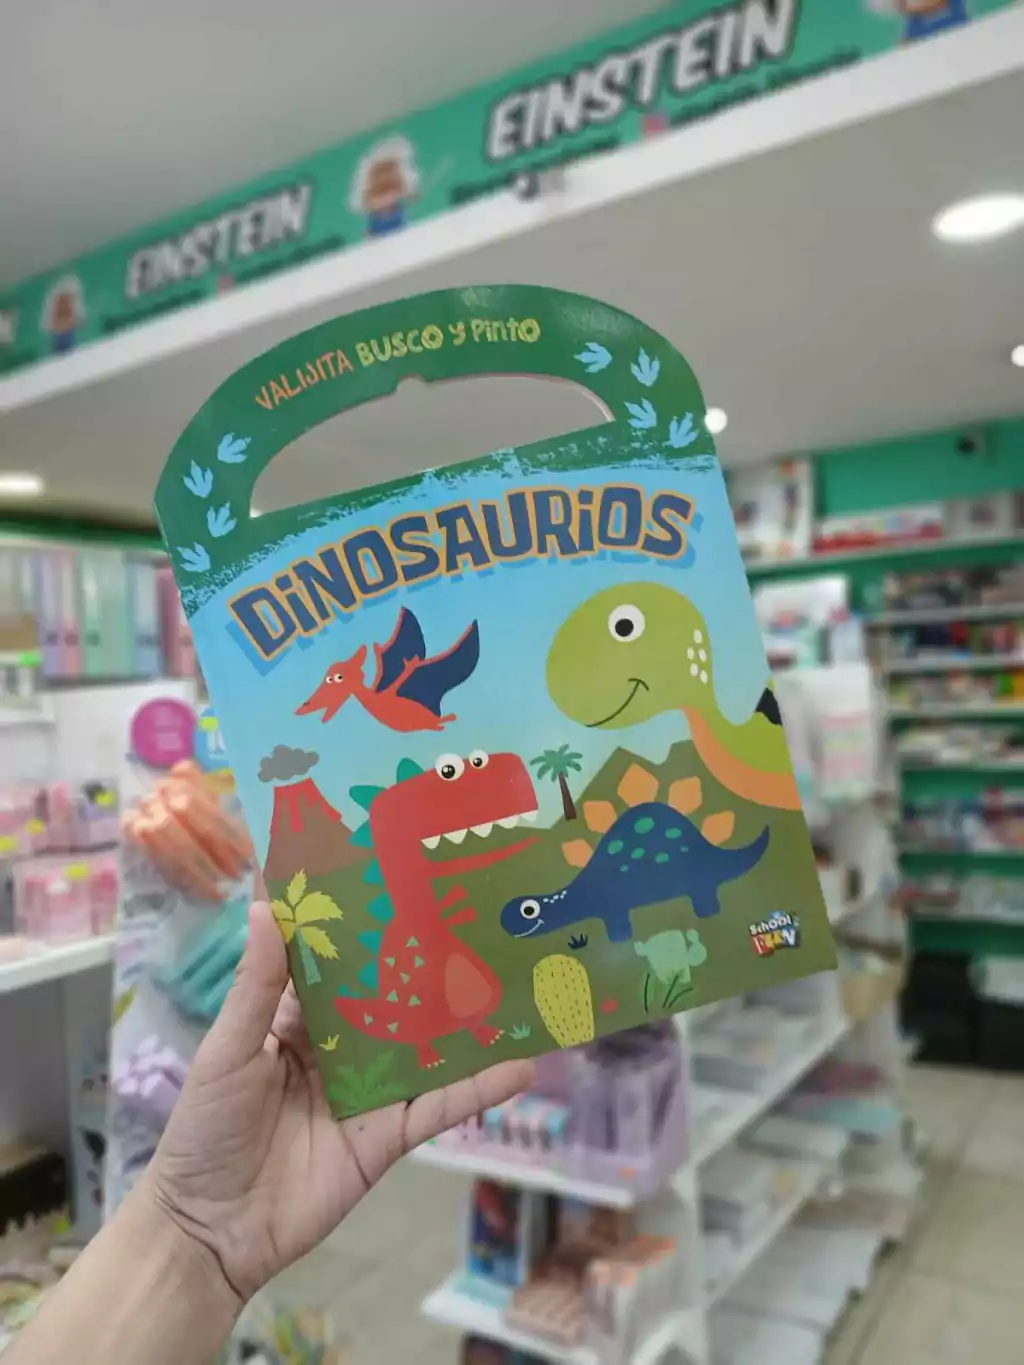 EINSTEIN
EINSTEIN
VALIJITA BUSCO Y PINTO
DINOSAURIOS
SCHOOL